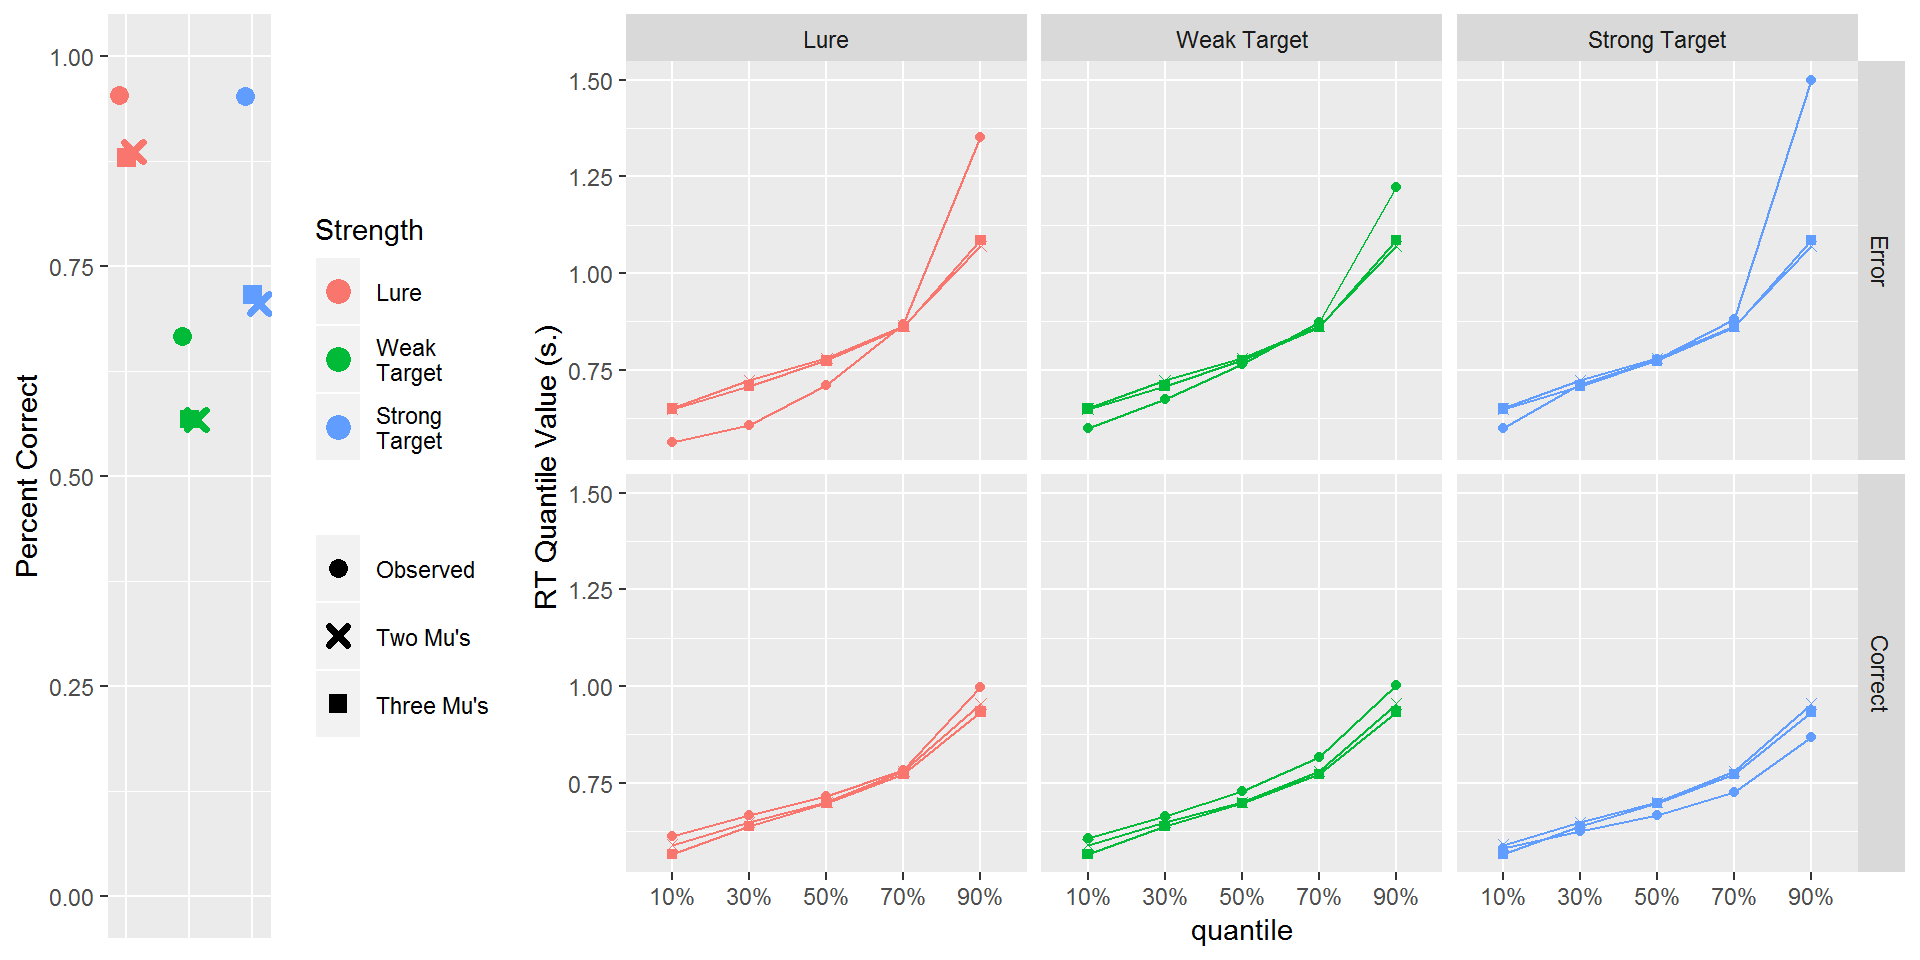 Percent Correct
1.00
0.75
0.50
0.25
0.00
Strength
Lure
Weak
Target
Strong
Target
Observed
Two Mu's
Three Mu's
RT Quantile Value (s.)
Lure
Weak Target
Strong Target
1.50
1.25
1.00
0.75
Error
1.50
1.25
1.00
0.75
Correct
10% 30% 50% 70% 90%
10% 30% 50% 70% 90%
10% 30% 50% 70% 90%
quantile